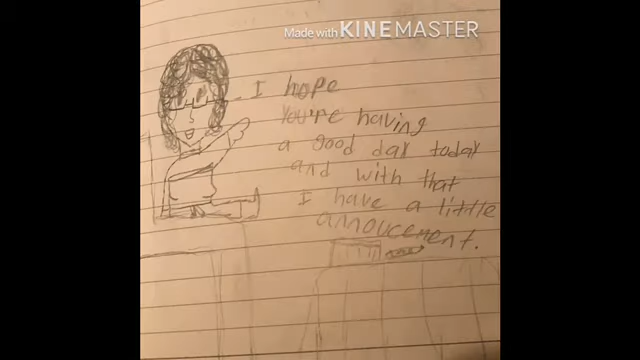 Made with KINEMASTER
I hope
You're having
a good day today
and with that
I have a little
annoucement.